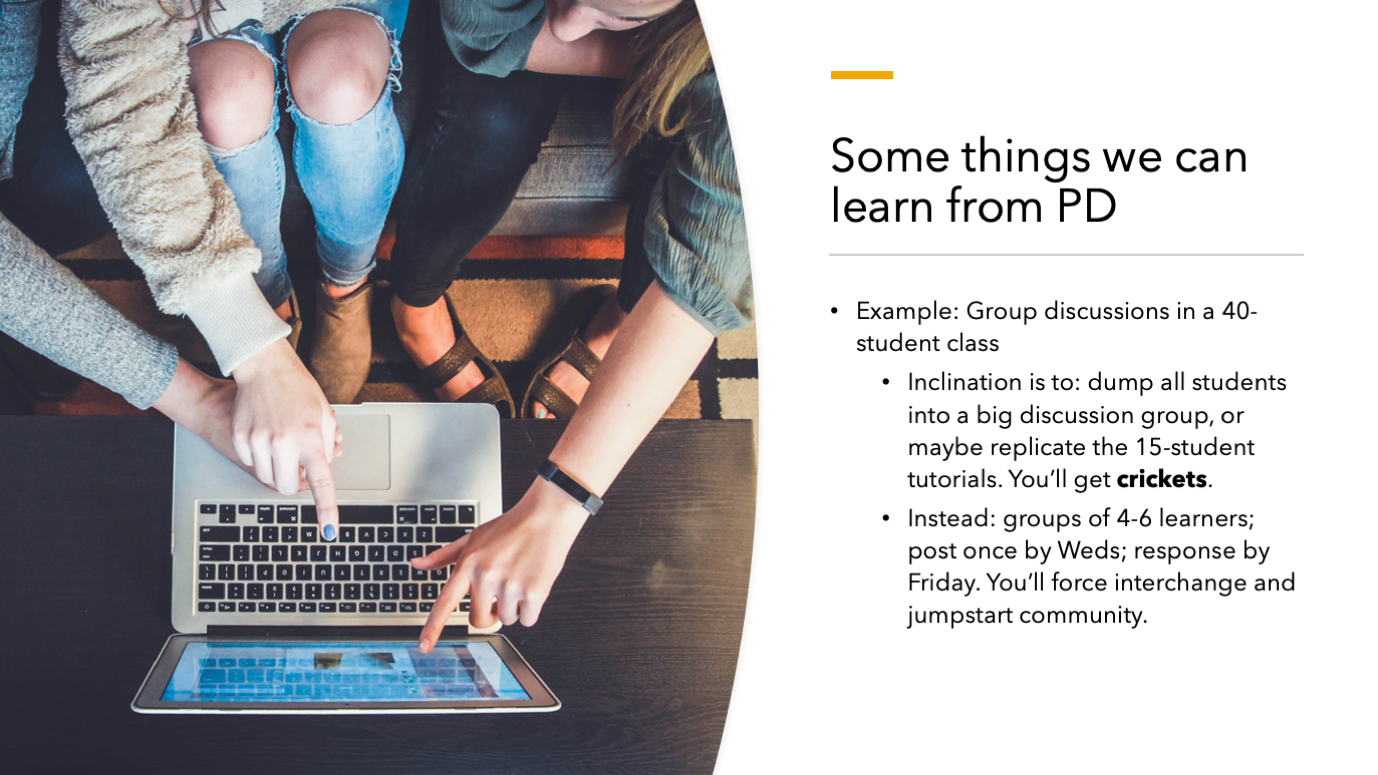 Some things we can
learn from PD
• Example: Group discussions in a 40-
student class
• Inclination is to: dump all students
into a big discussion group, or
maybe replicate the 15-student
tutorials. You’ll get crickets.
• Instead: groups of 4-6 learners;
post once by Weds; response by
Friday. You’ll force interchange and
jumpstart community.